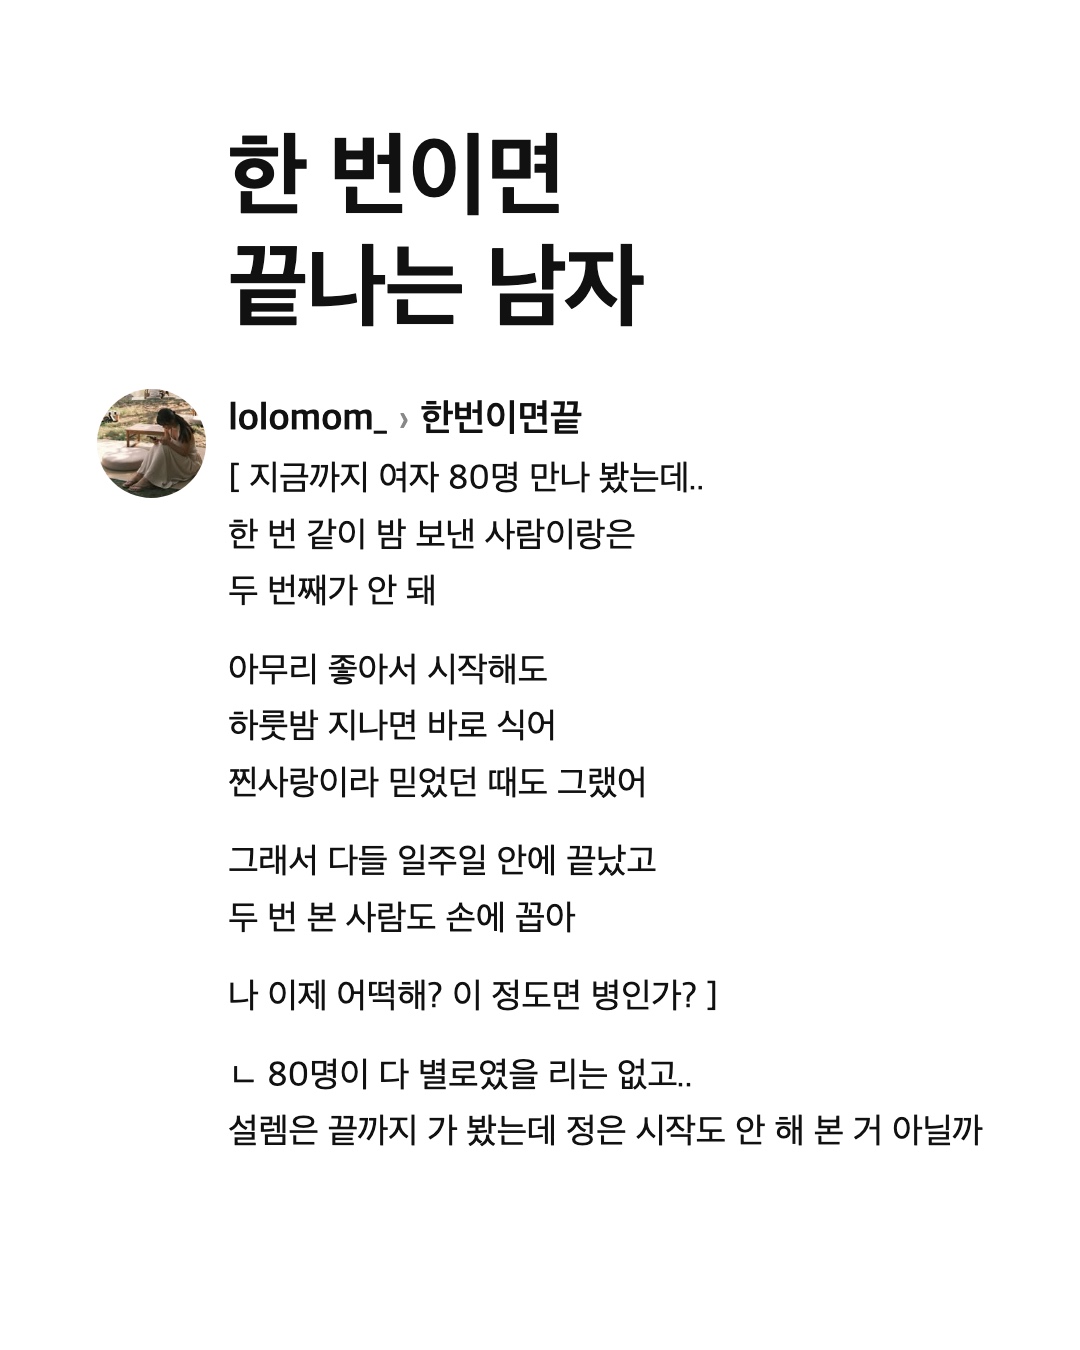 한 번이면
끝나는 남자
lolomom_ › 한번이면끝
[ 지금까지 여자 80명 만나 봤는데..
한 번 같이 밤 보낸 사람이랑은
두 번째가 안 돼
아무리 좋아서 시작해도
하룻밤 지나면 바로 식어
찐사랑이라 믿었던 때도 그랬어
그래서 다들 일주일 안에 끝났고
두 번 본 사람도 손에 꼽아
나 이제 어떡해? 이 정도면 병인가? ]
ㄴ 80명이 다 별로였을 리는 없고..
설렘은 끝까지 가 봤는데 정은 시작도 안 해 본 거 아닐까